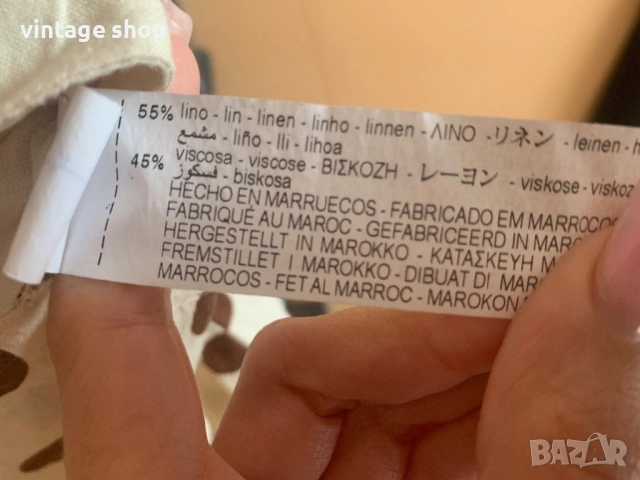 vintage shop
55% lino - lin - linen - linho - linnen - ΛΙΝΟ - リネン - leinen - h
مشمع - liño - lli - lihoa
45% viscosa - viscose - ΒΙΣΚΟΖΗ - レーヨン - viskose - viskoz
فسكوز - biskosa
HECHO EN MARRUECOS - FABRICADO EM MARROCOS
FABRIQUÉ AU MAROC - GEFABRICEERD IN MAROC
HERGESTELLT IN MAROKKO - ΚΑΤΑΣΚΕΥΗ Μ
FREMSTILLET I MAROKKO - DIBUAT DI MAR
MARROCOS - FET AL MARROC - MAROKON
BAZAR